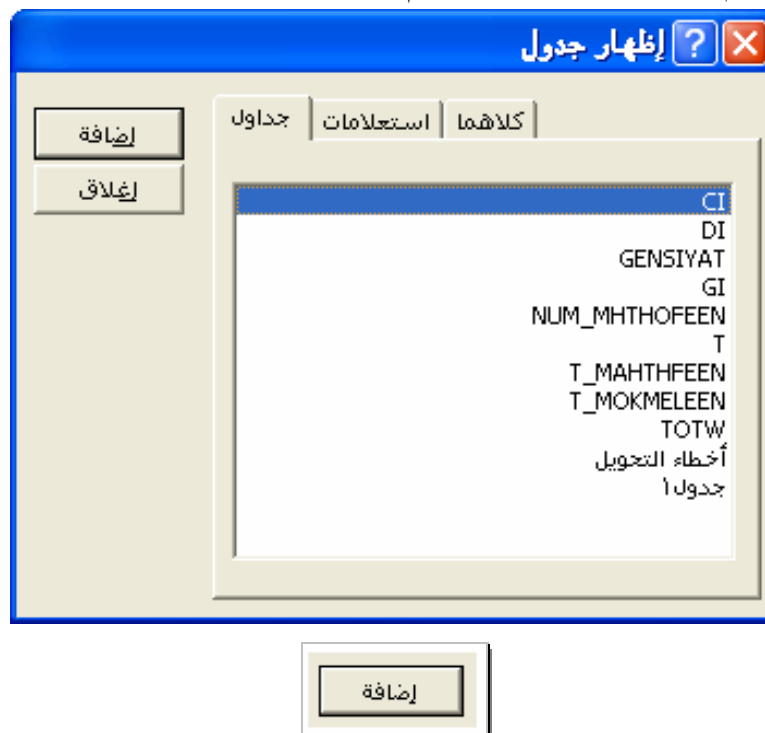 إظهار جدول ?
جداول استعلامات كلاهما
إضافة
إغلاق
CI
DI
GENSIYAT
GI
NUM_MHTHOFEEN
T
T_MAHTHFEEN
T_MOKMELEEN
TOTW
أخطاء التحويل
جدول١
إضافة